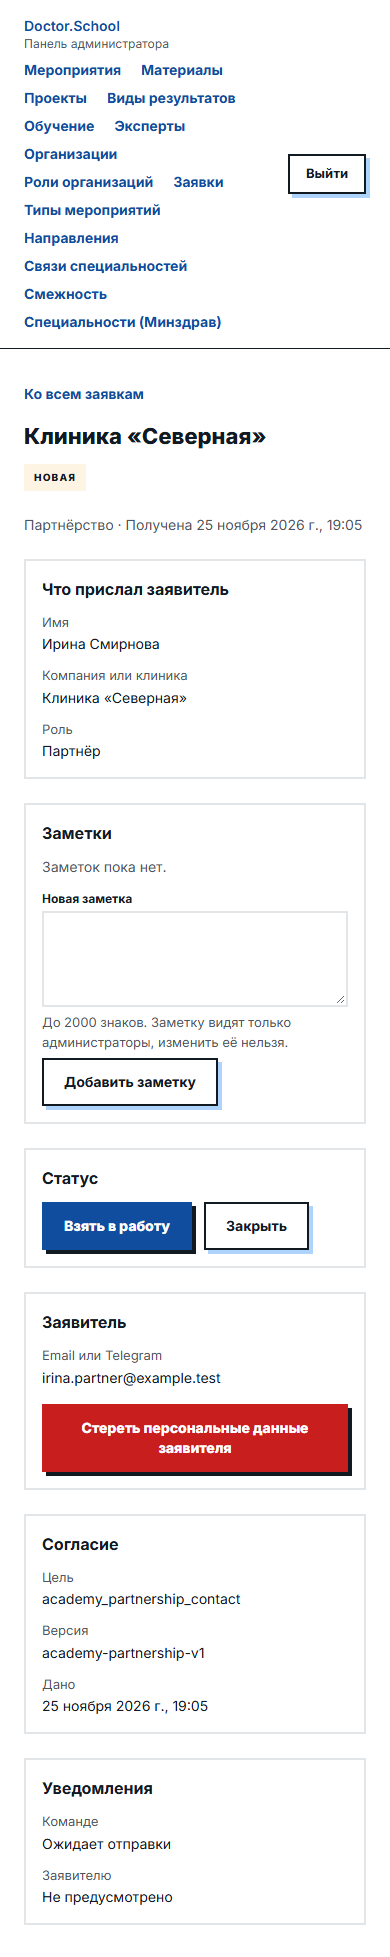 Doctor.School
Панель администратора
Мероприятия Материалы
Проекты Виды результатов
Обучение Эксперты
Организации
Роли организаций Заявки
Типы мероприятий
Направления
Связи специальностей
Смежность
Специальности (Минздрав)
Выйти
Ко всем заявкам
Клиника «Северная»
НОВАЯ
Партнёрство · Получена 25 ноября 2026 г., 19:05
Что прислал заявитель
Имя
Ирина Смирнова
Компания или клиника
Клиника «Северная»
Роль
Партнёр
Заметки
Заметок пока нет.
Новая заметка
До 2000 знаков. Заметку видят только
администраторы, изменить её нельзя.
Добавить заметку
Статус
Взять в работу Закрыть
Заявитель
Email или Telegram
irina.partner@example.test
Стереть персональные данные
заявителя
Согласие
Цель
academy_partnership_contact
Версия
academy-partnership-v1
Дано
25 ноября 2026 г., 19:05
Уведомления
Команде
Ожидает отправки
Заявителю
Не предусмотрено